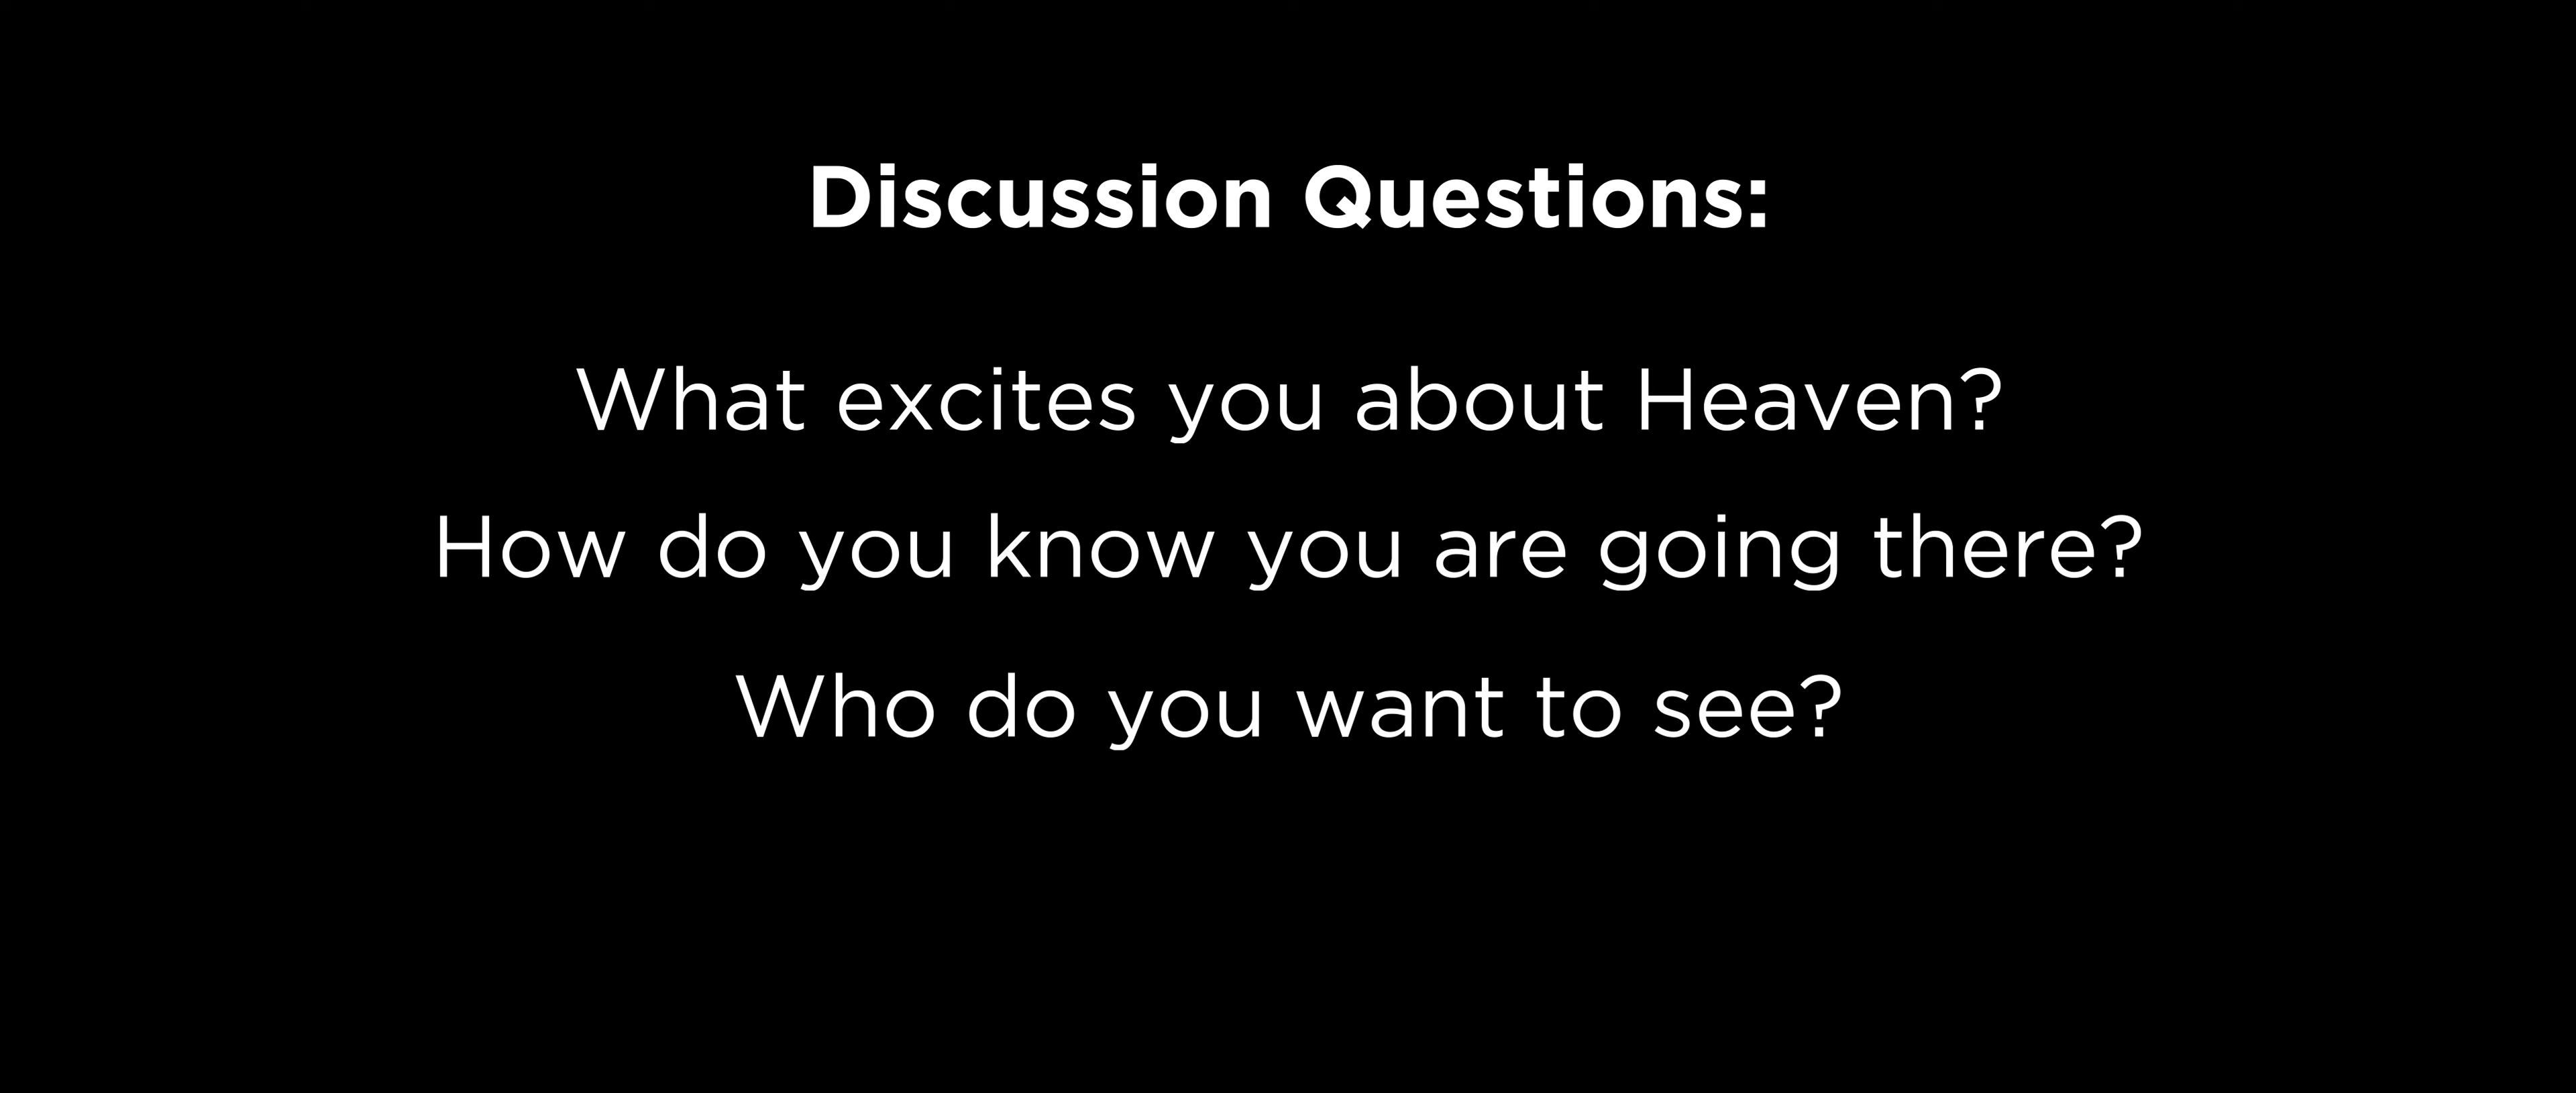 Discussion Questions:
What excites you about Heaven?
How do you know you are going there?
Who do you want to see?